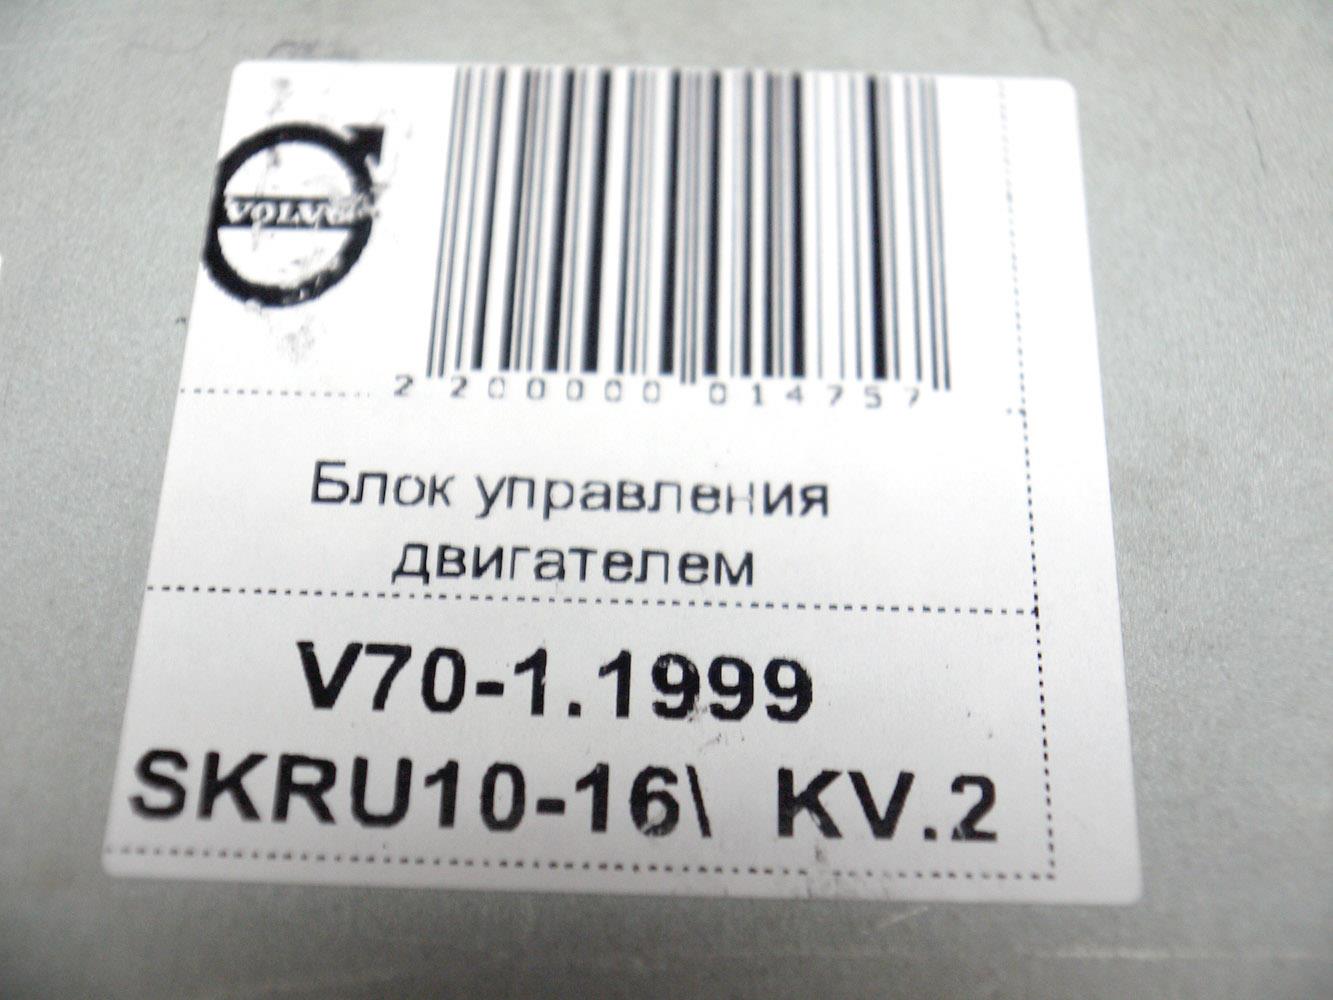 VOLVO
2 200000 014757
Блок управления
двигателем
V70-1.1999
SKRU10-16\ KV.2